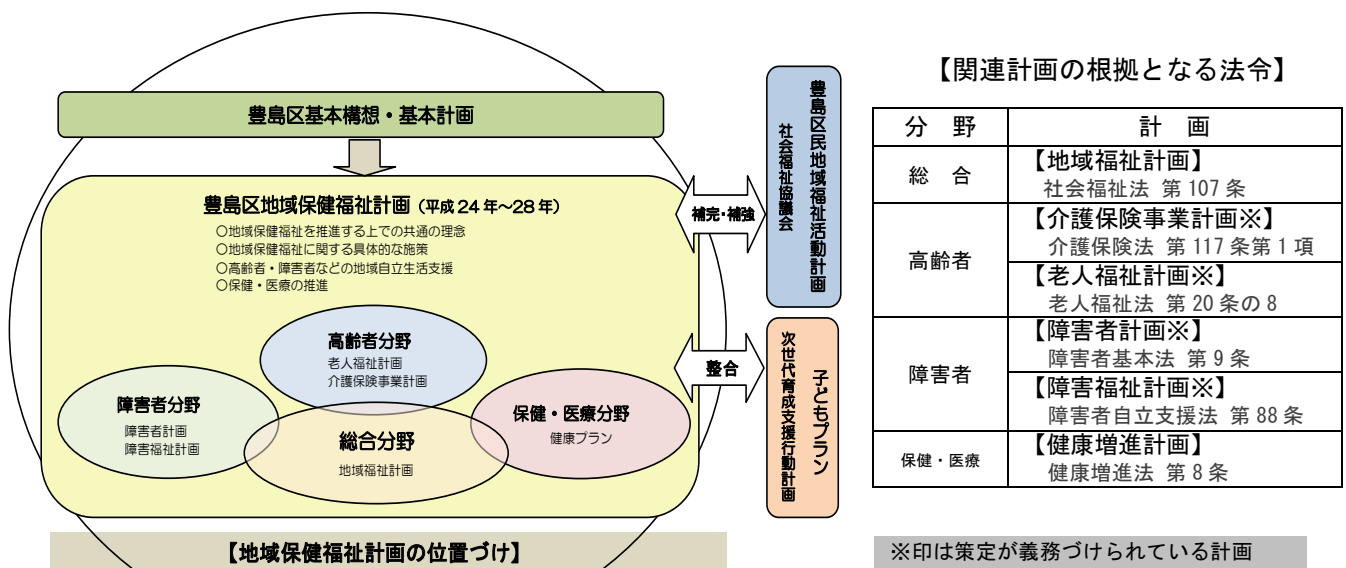 豊島区基本構想・基本計画
豊島区地域保健福祉計画（平成24年～28年）
○地域保健福祉を推進する上での共通の理念
○地域保健福祉に関する具体的な施策
○高齢者・障害者などの地域自立生活支援
○保健・医療の推進
高齢者分野
老人福祉計画
介護保険事業計画
障害者分野
障害者計画
障害福祉計画
総合分野
地域福祉計画
保健・医療分野
健康プラン
【地域保健福祉計画の位置づけ】
補完・補強
豊島区民地域福祉活動計画
社会福祉協議会
整合
子どもプラン
次世代育成支援行動計画
【関連計画の根拠となる法令】
分　野　計　画
総　合　【地域福祉計画】
社会福祉法 第107条
高齢者　【介護保険事業計画※】
介護保険法 第117条第1項
【老人福祉計画※】
老人福祉法 第20条の8
障害者　【障害者計画※】
障害者基本法 第9条
【障害福祉計画※】
障害者自立支援法 第88条
保健・医療　【健康増進計画】
健康増進法 第8条
※印は策定が義務づけられている計画